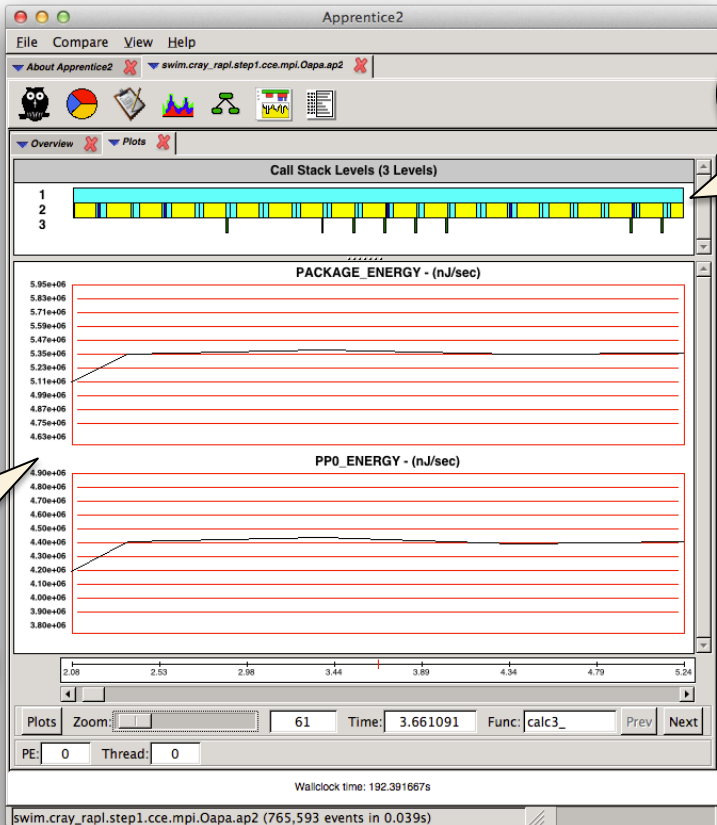 Apprentice2
File Compare View Help
About Apprentice2 swim.cray_rapl.step1.cce.mpi.Oapa.ap2
Overview Plots
Call Stack Levels (3 Levels)
1
2
3
PACKAGE_ENERGY - (nJ/sec)
5.95e+06
5.83e+06
5.71e+06
5.59e+06
5.47e+06
5.35e+06
5.23e+06
5.11e+06
4.99e+06
4.87e+06
4.75e+06
4.63e+06
PP0_ENERGY - (nJ/sec)
4.90e+06
4.80e+06
4.70e+06
4.60e+06
4.50e+06
4.40e+06
4.30e+06
4.20e+06
4.10e+06
4.00e+06
3.90e+06
3.80e+06
2.08 2.53 2.98 3.44 3.89 4.34 4.79 5.24
Plots Zoom: 61 Time: 3.661091 Func: calc3_ Prev Next
PE: 0 Thread: 0
Wallclock time: 192.391667s
swim.cray_rapl.step1.cce.mpi.Oapa.ap2 (765,593 events in 0.039s)